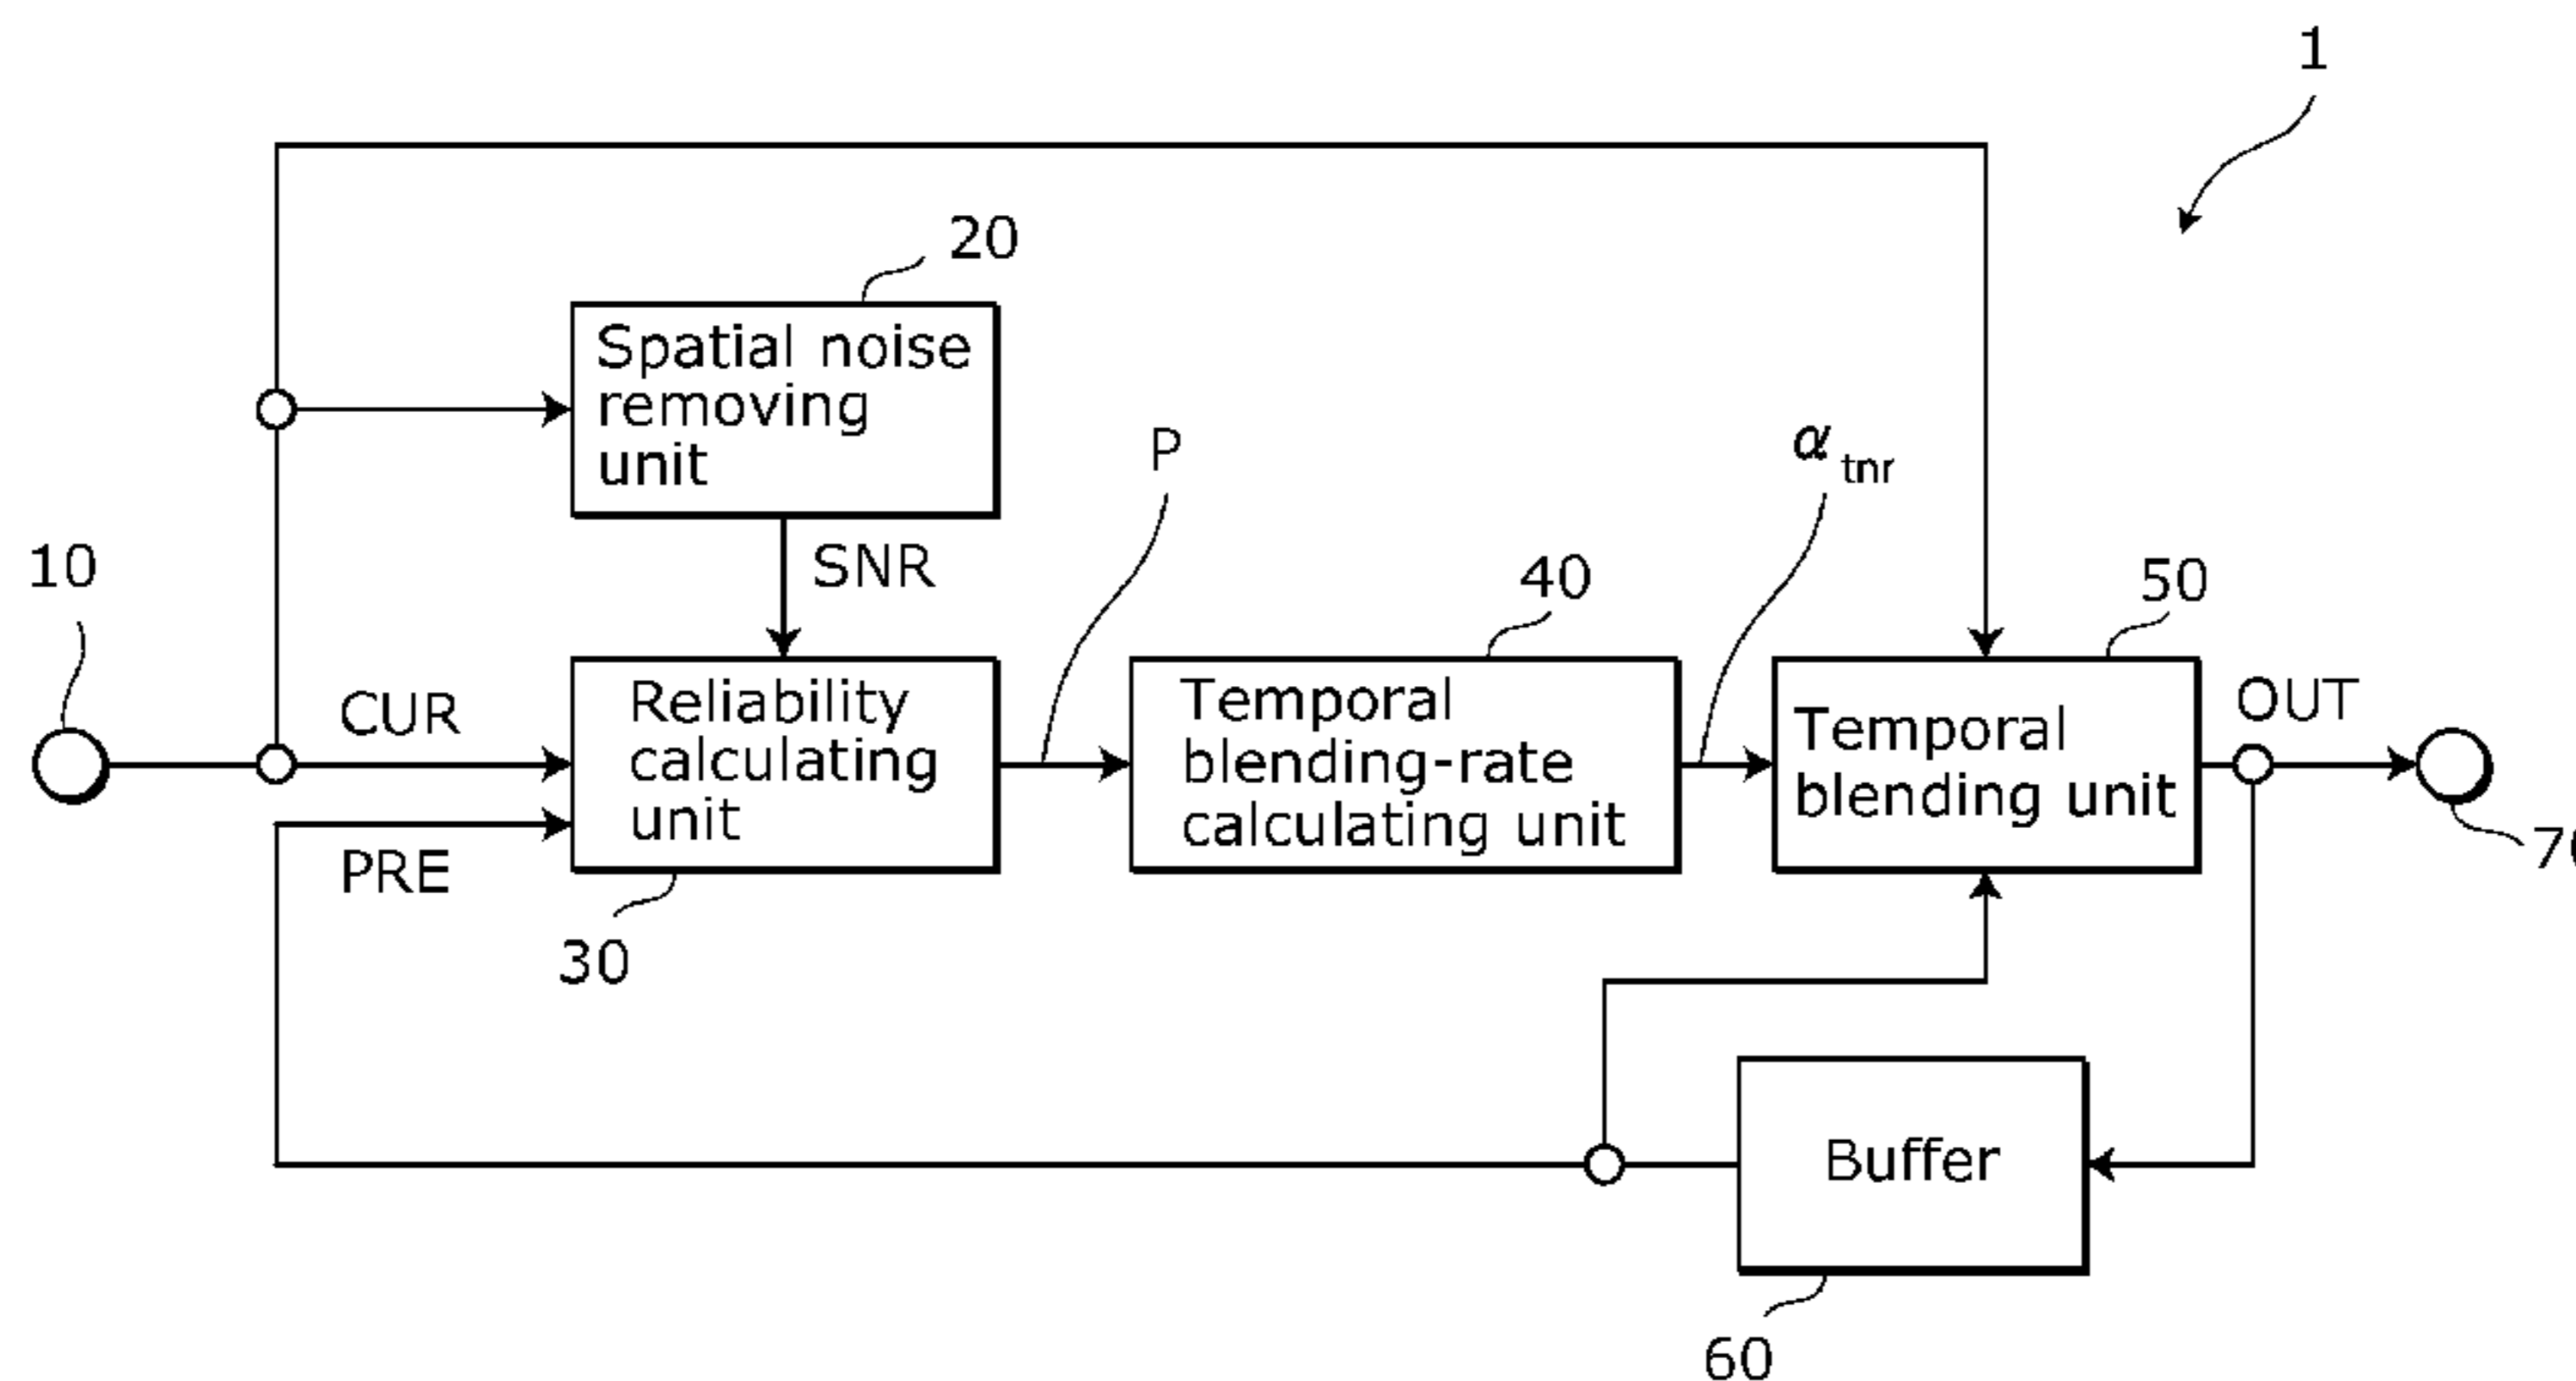 1
20
Spatial noise
removing
unit
P
α tnr
10
SNR
40
50
CUR
Reliability
calculating
unit
Temporal
blending-rate
calculating unit
Temporal
blending unit
OUT
PRE
30
Buffer
60